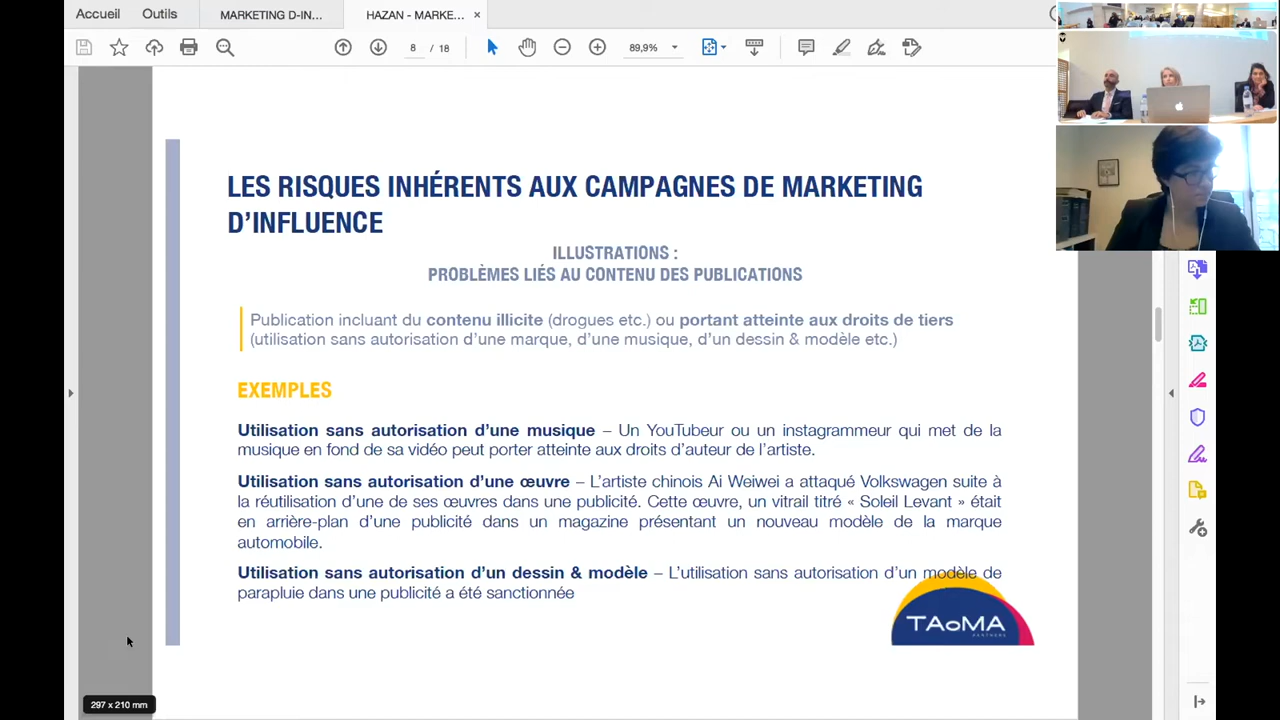 Accueil
Outils
MARKETING D-IN...
HAZAN - MARKE...
×
8 / 18
89,9%
LES RISQUES INHÉRENTS AUX CAMPAGNES DE MARKETING
D'INFLUENCE
ILLUSTRATIONS :
PROBLÈMES LIÉS AU CONTENU DES PUBLICATIONS
Publication incluant du contenu illicite (drogues etc.) ou portant atteinte aux droits de tiers
(utilisation sans autorisation d'une marque, d'une musique, d'un dessin & modèle etc.)
EXEMPLES
Utilisation sans autorisation d'une musique – Un YouTubeur ou un instagrammeur qui met de la
musique en fond de sa vidéo peut porter atteinte aux droits d'auteur de l'artiste.
Utilisation sans autorisation d'une œuvre – L'artiste chinois Ai Weiwei a attaqué Volkswagen suite à
la réutilisation d'une de ses œuvres dans une publicité. Cette œuvre, un vitrail titré « Soleil Levant » était
en arrière-plan d'une publicité dans un magazine présentant un nouveau modèle de la marque
automobile.
Utilisation sans autorisation d'un dessin & modèle – L'utilisation sans autorisation d'un modèle de
parapluie dans une publicité a été sanctionnée
TAoMA
PARTNERS
297 x 210 mm